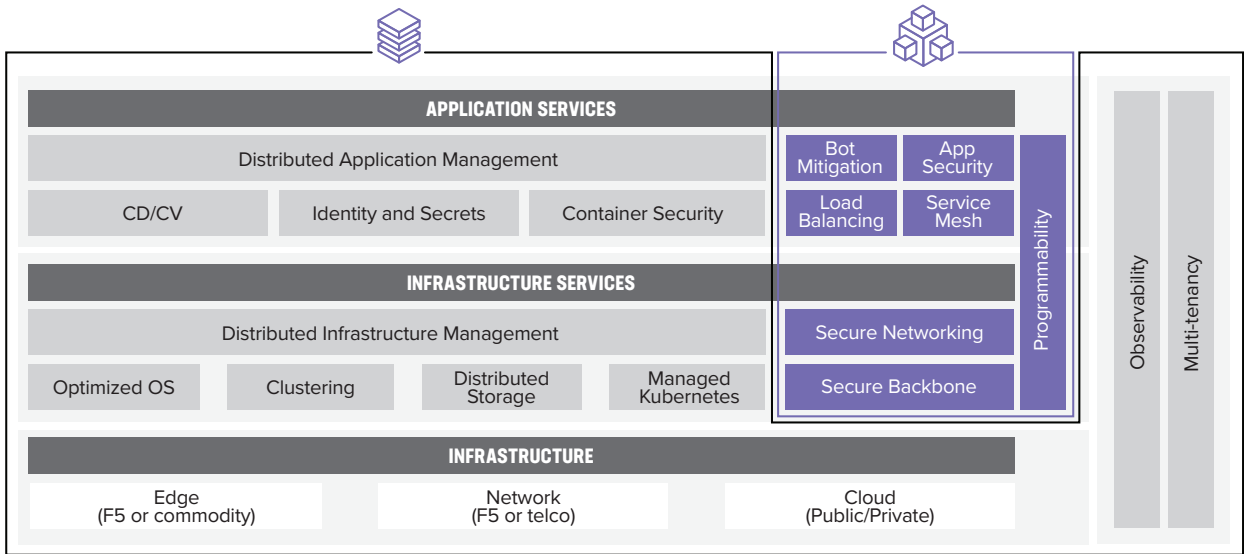 APPLICATION SERVICES
Distributed Application Management
CD/CV
Identity and Secrets
Container Security
Bot
Mitigation
App
Security
Load
Balancing
Service
Mesh
INFRASTRUCTURE SERVICES
Distributed Infrastructure Management
Optimized OS
Clustering
Distributed
Storage
Managed
Kubernetes
Secure Networking
Secure Backbone
Programmability
INFRASTRUCTURE
Edge
(F5 or commodity)
Network
(F5 or telco)
Cloud
(Public/Private)
Observability
Multi-tenancy